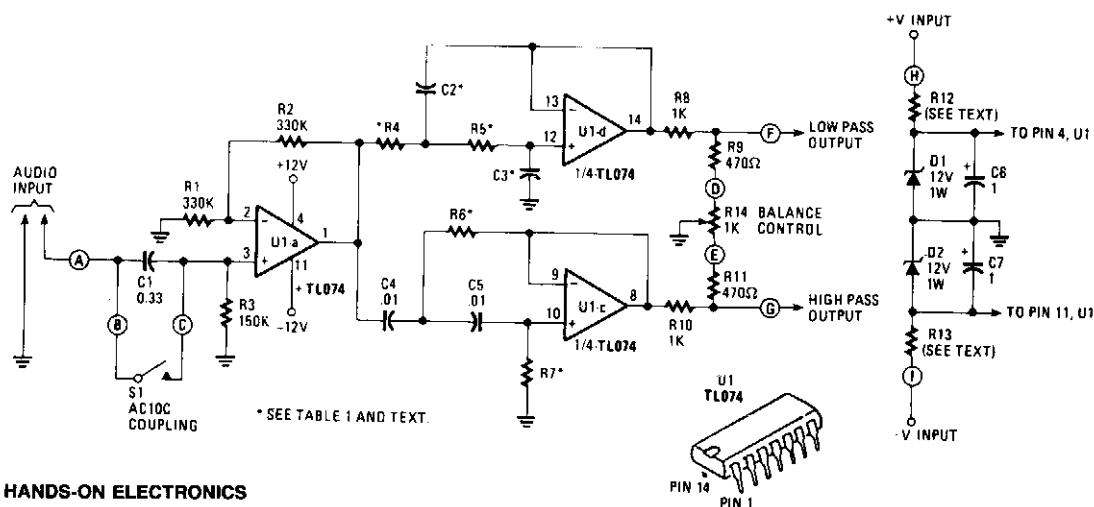 AUDIO
INPUT
A
B
C
C1
0.33
S1
AC10C
COUPLING
R1
330K
R2
330K
+12V
2
3
4
11
1
U1-a
+ TL074
-12V
R3
150K
C2*
*R4
R5*
C3*
13
12
14
U1-d
1/4-TL074
R8
1K
R9
470Ω
F
LOW PASS
OUTPUT
D
R14
1K
BALANCE
CONTROL
E
R11
470Ω
G
HIGH PASS
OUTPUT
C4
.01
C5
.01
R6*
R7*
9
10
8
U1-c
1/4-TL074
R10
1K
* SEE TABLE 1 AND TEXT.
U1
TL074
PIN 14
PIN 1
+V INPUT
H
R12
(SEE TEXT)
TO PIN 4, U1
D1
12V
1W
+
C6
1
D2
12V
1W
+
C7
1
TO PIN 11, U1
R13
(SEE TEXT)
I
-V INPUT
HANDS-ON ELECTRONICS